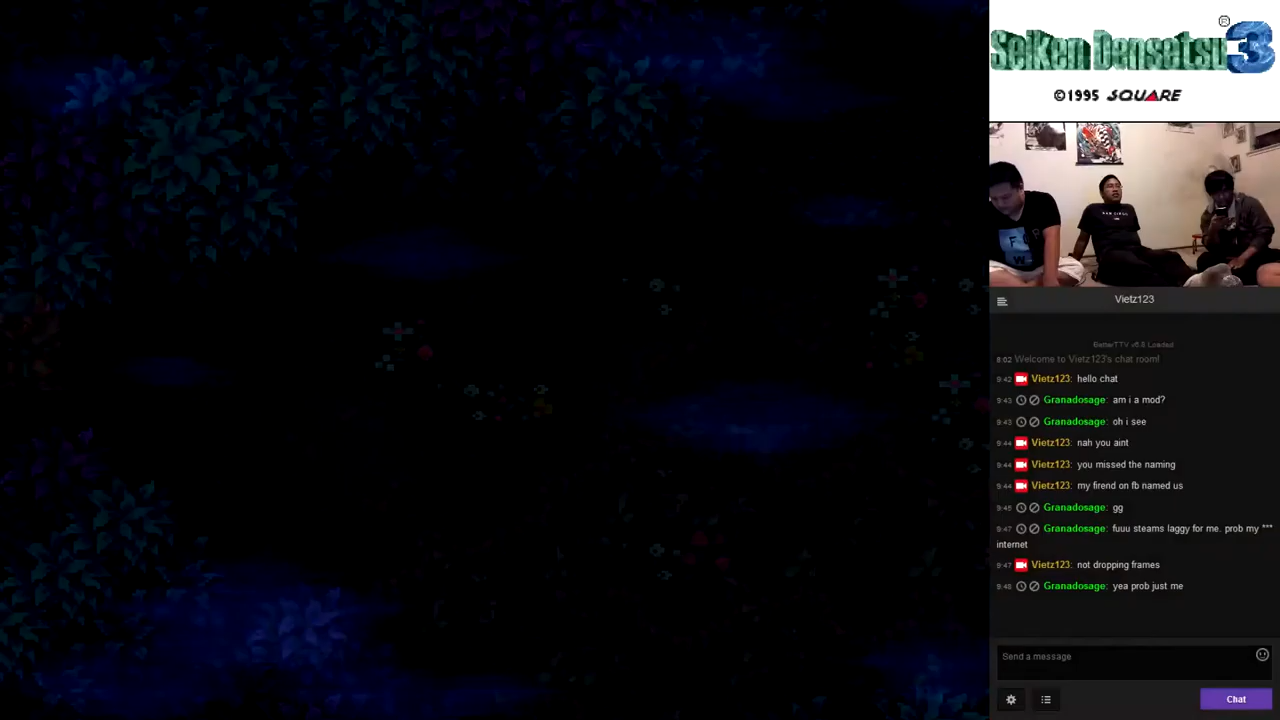 Seiken Densetsu 3 ®
©1995 SQUARE
Vietz123
BetterTTV v6.8 Loaded
8:02 Welcome to Vietz123's chat room!
9:42 Vietz123: hello chat
9:43 Granadosage: am i a mod?
9:43 Granadosage: oh i see
9:44 Vietz123: nah you aint
9:44 Vietz123: you missed the naming
9:44 Vietz123: my firend on fb named us
9:45 Granadosage: gg
9:47 Granadosage: fuuu steams laggy for me. prob my ***
internet
9:47 Vietz123: not dropping frames
9:48 Granadosage: yea prob just me
Send a message
Chat